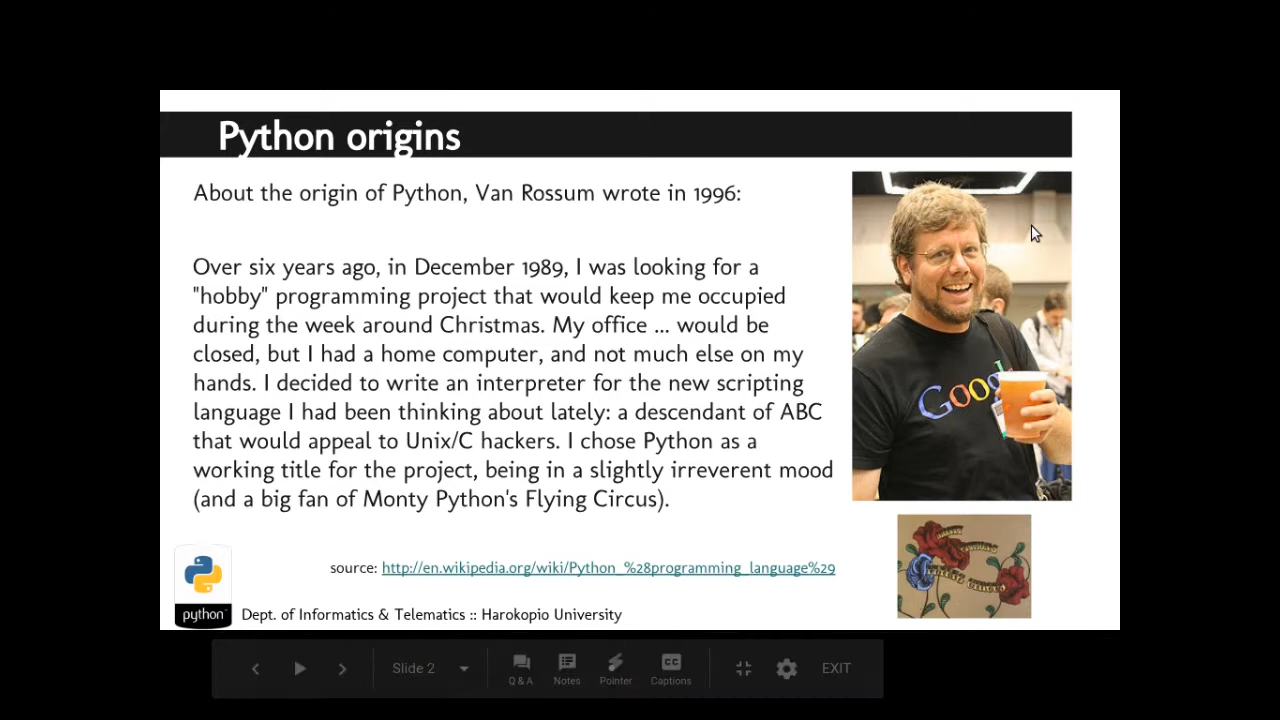 Python origins
About the origin of Python, Van Rossum wrote in 1996:
Over six years ago, in December 1989, I was looking for a
"hobby" programming project that would keep me occupied
during the week around Christmas. My office ... would be
closed, but I had a home computer, and not much else on my
hands. I decided to write an interpreter for the new scripting
language I had been thinking about lately: a descendant of ABC
that would appeal to Unix/C hackers. I chose Python as a
working title for the project, being in a slightly irreverent mood
(and a big fan of Monty Python's Flying Circus).
Google
source: http://en.wikipedia.org/wiki/Python_%28programming_language%29
python
Dept. of Informatics & Telematics :: Harokopio University
Slide 2
Q & A
Notes
Pointer
CC
Captions
EXIT